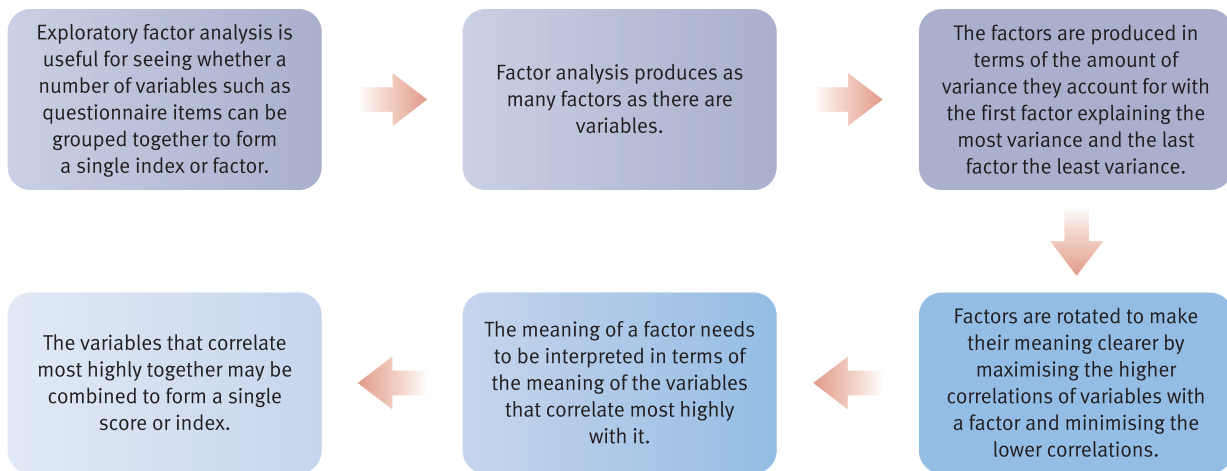 Exploratory factor analysis is
useful for seeing whether a
number of variables such as
questionnaire items can be
grouped together to form
a single index or factor.
Factor analysis produces as
many factors as there are
variables.
The factors are produced in
terms of the amount of
variance they account for with
the first factor explaining the
most variance and the last
factor the least variance.
Factors are rotated to make
their meaning clearer by
maximising the higher
correlations of variables with
a factor and minimising the
lower correlations.
The meaning of a factor needs
to be interpreted in terms of
the meaning of the variables
that correlate most highly
with it.
The variables that correlate
most highly together may be
combined to form a single
score or index.